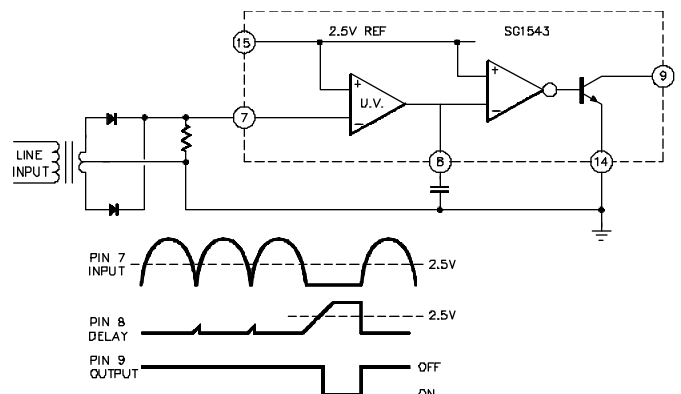 2.5V REF
SG1543
15
9
+
+
U.V.
7
−
−
LINE
INPUT
8
14
PIN 7
INPUT
2.5V
PIN 8
DELAY
2.5V
PIN 9
OUTPUT
OFF
ON